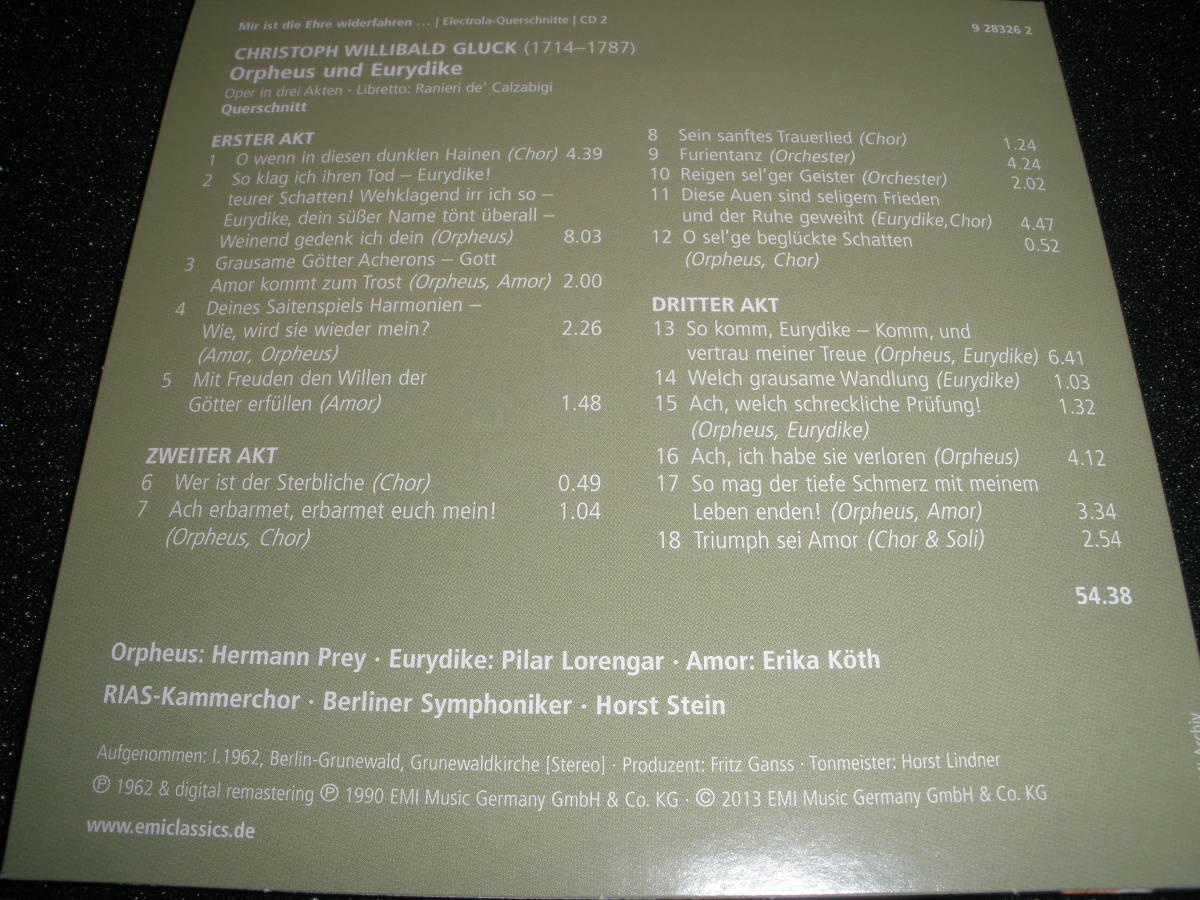 Mir ist die Ehre widerfahren ... | Electrola-Querschnitte | CD 2
9 28326 2
CHRISTOPH WILLIBALD GLUCK (1714–1787)
Orpheus und Eurydike
Oper in drei Akten · Libretto: Ranieri de' Calzabigi
Querschnitt
ERSTER AKT
1 O wenn in diesen dunklen Hainen (Chor) 4.39
2 So klag ich ihren Tod – Eurydike!
teurer Schatten! Wehklagend irr ich so –
Eurydike, dein süßer Name tönt überall –
Weinend gedenk ich dein (Orpheus) 8.03
3 Grausame Götter Acherons – Gott
Amor kommt zum Trost (Orpheus, Amor) 2.00
4 Deines Saitenspiels Harmonien –
Wie, wird sie wieder mein? 2.26
(Amor, Orpheus)
5 Mit Freuden den Willen der
Götter erfüllen (Amor) 1.48
ZWEITER AKT
6 Wer ist der Sterbliche (Chor) 0.49
7 Ach erbarmet, erbarmet euch mein! 1.04
(Orpheus, Chor)
8 Sein sanftes Trauerlied (Chor) 1.24
9 Furientanz (Orchester) 4.24
10 Reigen sel'ger Geister (Orchester) 2.02
11 Diese Auen sind seligem Frieden
und der Ruhe geweiht (Eurydike,Chor) 4.47
12 O sel'ge beglückte Schatten 0.52
(Orpheus, Chor)
DRITTER AKT
13 So komm, Eurydike – Komm, und
vertrau meiner Treue (Orpheus, Eurydike) 6.41
14 Welch grausame Wandlung (Eurydike) 1.03
15 Ach, welch schreckliche Prüfung! 1.32
(Orpheus, Eurydike)
16 Ach, ich habe sie verloren (Orpheus) 4.12
17 So mag der tiefe Schmerz mit meinem
Leben enden! (Orpheus, Amor) 3.34
18 Triumph sei Amor (Chor & Soli) 2.54
54.38
Orpheus: Hermann Prey · Eurydike: Pilar Lorengar · Amor: Erika Köth
RIAS-Kammerchor · Berliner Symphoniker · Horst Stein
Aufgenommen: I.1962, Berlin-Grunewald, Grunewaldkirche [Stereo] · Produzent: Fritz Ganss · Tonmeister: Horst Lindner
℗ 1962 & digital remastering ℗ 1990 EMI Music Germany GmbH & Co. KG · © 2013 EMI Music Germany GmbH & Co. KG
www.emiclassics.de
Archiv